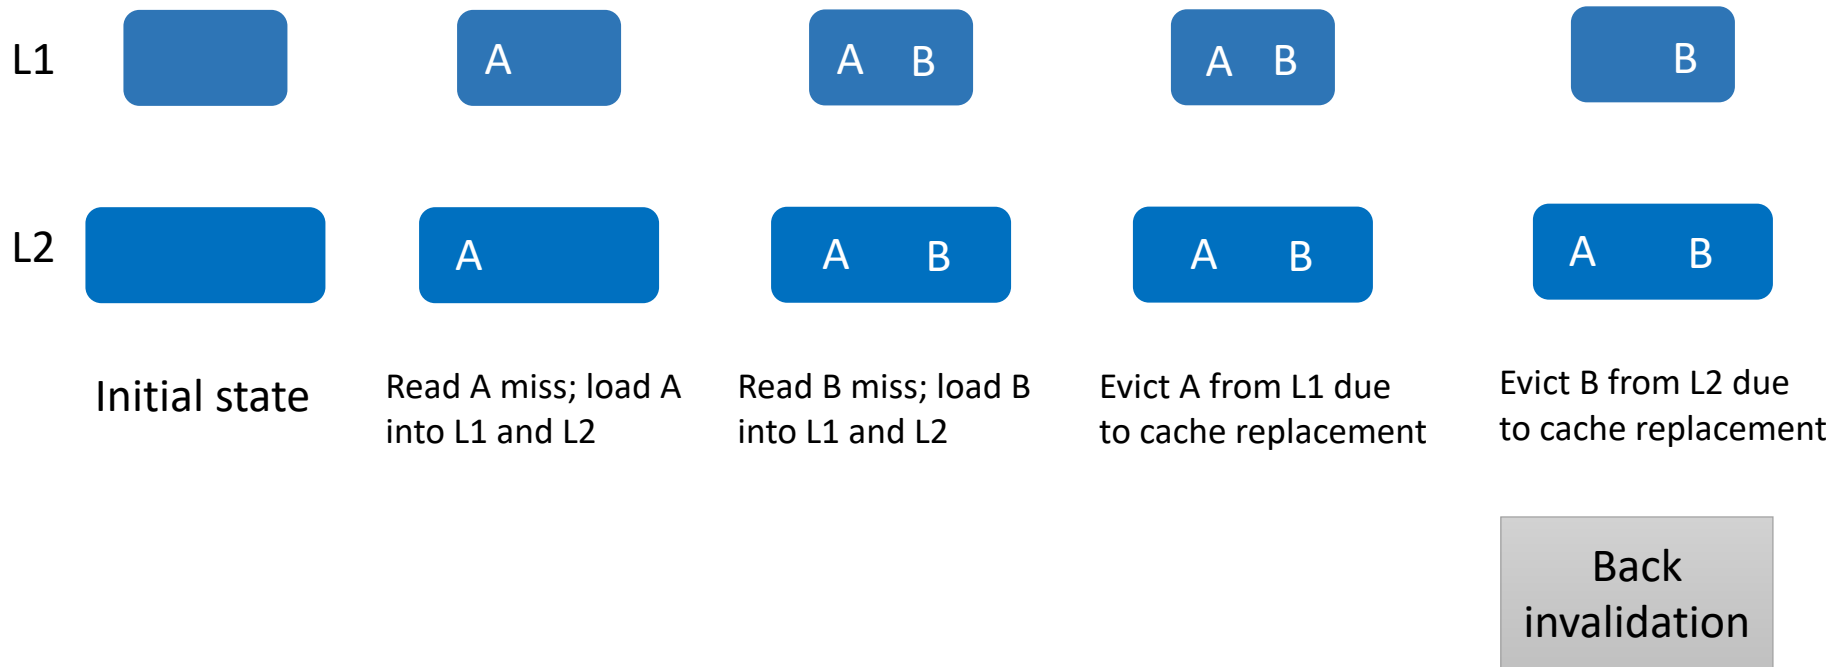 L1
A
A B
A B
B
L2
A
A B
A B
A B
Initial state
Read A miss; load A
into L1 and L2
Read B miss; load B
into L1 and L2
Evict A from L1 due
to cache replacement
Evict B from L2 due
to cache replacement
Back
invalidation